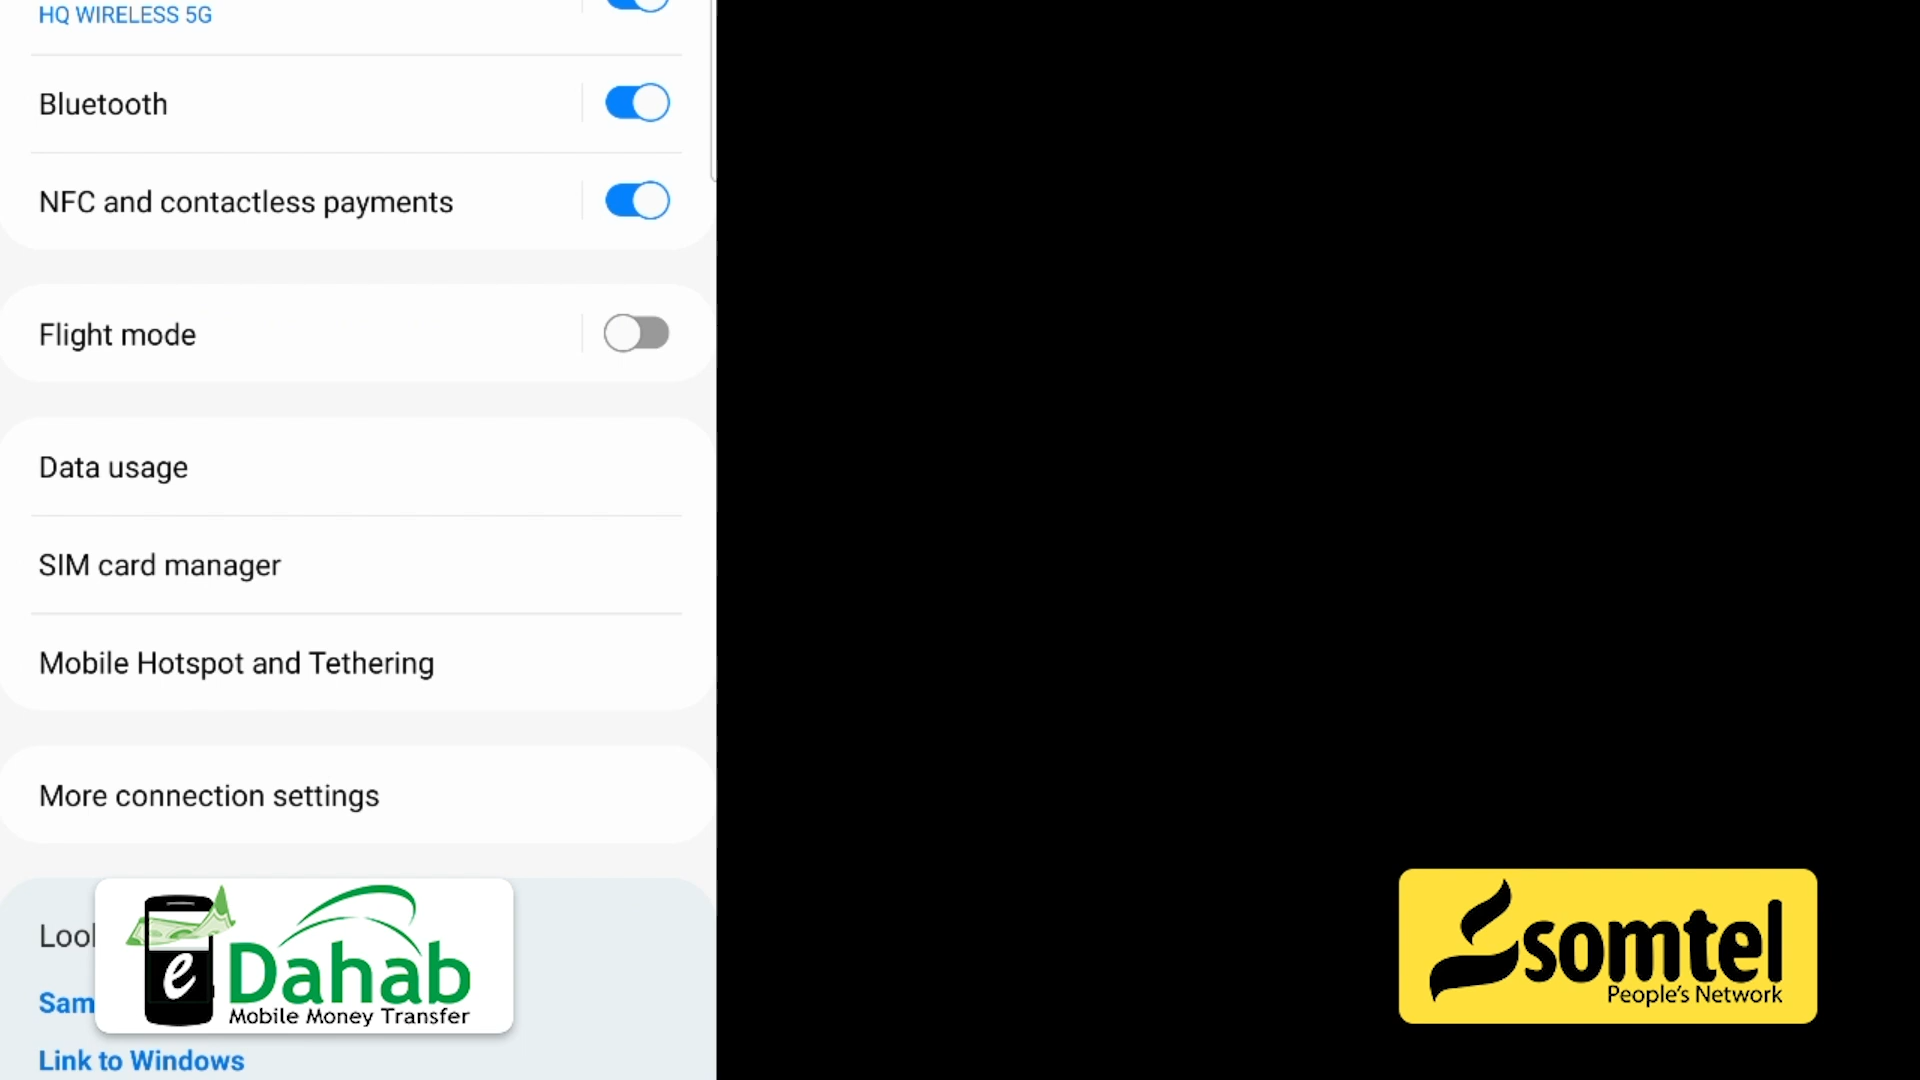 HQ WIRELESS 5G
Bluetooth
NFC and contactless payments
Flight mode
Data usage
SIM card manager
Mobile Hotspot and Tethering
More connection settings
Link to Windows
e
Dahab
Mobile Money Transfer
somtel
People's Network